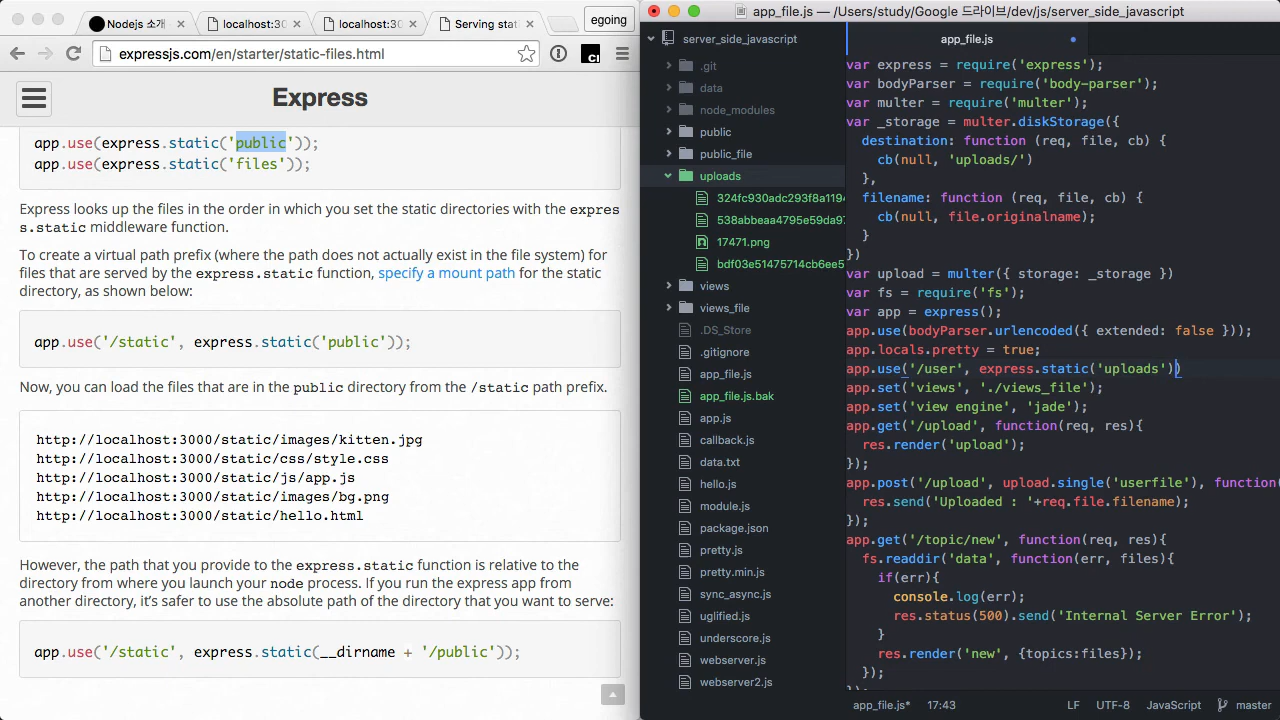 Nodejs 소개
localhost:30
localhost:30
Serving stat
egoing
expressjs.com/en/starter/static-files.html
Express
app.use(express.static('public'));
app.use(express.static('files'));
Express looks up the files in the order in which you set the static directories with the expres
s.static middleware function.
To create a virtual path prefix (where the path does not actually exist in the file system) for
files that are served by the express.static function, specify a mount path for the static
directory, as shown below:
app.use('/static', express.static('public'));
Now, you can load the files that are in the public directory from the /static path prefix.
http://localhost:3000/static/images/kitten.jpg
http://localhost:3000/static/css/style.css
http://localhost:3000/static/js/app.js
http://localhost:3000/static/images/bg.png
http://localhost:3000/static/hello.html
However, the path that you provide to the express.static function is relative to the
directory from where you launch your node process. If you run the express app from
another directory, it's safer to use the absolute path of the directory that you want to serve:
app.use('/static', express.static(__dirname + '/public'));
app_file.js — /Users/study/Google 드라이브/dev/js/server_side_javascript
server_side_javascript
.git
data
node_modules
public
public_file
uploads
324fc930adc293f8a1194
538abbeaa4795e59da97
17471.png
bdf03e51475714cb6ee5
views
views_file
.DS_Store
.gitignore
app_file.js
app_file.js.bak
app.js
callback.js
data.txt
hello.js
module.js
package.json
pretty.js
pretty.min.js
sync_async.js
uglified.js
underscore.js
webserver.js
webserver2.js
app_file.js
var express = require('express');
var bodyParser = require('body-parser');
var multer = require('multer');
var _storage = multer.diskStorage({
destination: function (req, file, cb) {
cb(null, 'uploads/')
},
filename: function (req, file, cb) {
cb(null, file.originalname);
}
})
var upload = multer({ storage: _storage })
var fs = require('fs');
var app = express();
app.use(bodyParser.urlencoded({ extended: false }));
app.locals.pretty = true;
app.use('/user', express.static('uploads'))
app.set('views', './views_file');
app.set('view engine', 'jade');
app.get('/upload', function(req, res){
res.render('upload');
});
app.post('/upload', upload.single('userfile'), function(
res.send('Uploaded : '+req.file.filename);
});
app.get('/topic/new', function(req, res){
fs.readdir('data', function(err, files){
if(err){
console.log(err);
res.status(500).send('Internal Server Error');
}
res.render('new', {topics:files});
});
});
app_file.js* 17:43
LF UTF-8 JavaScript master